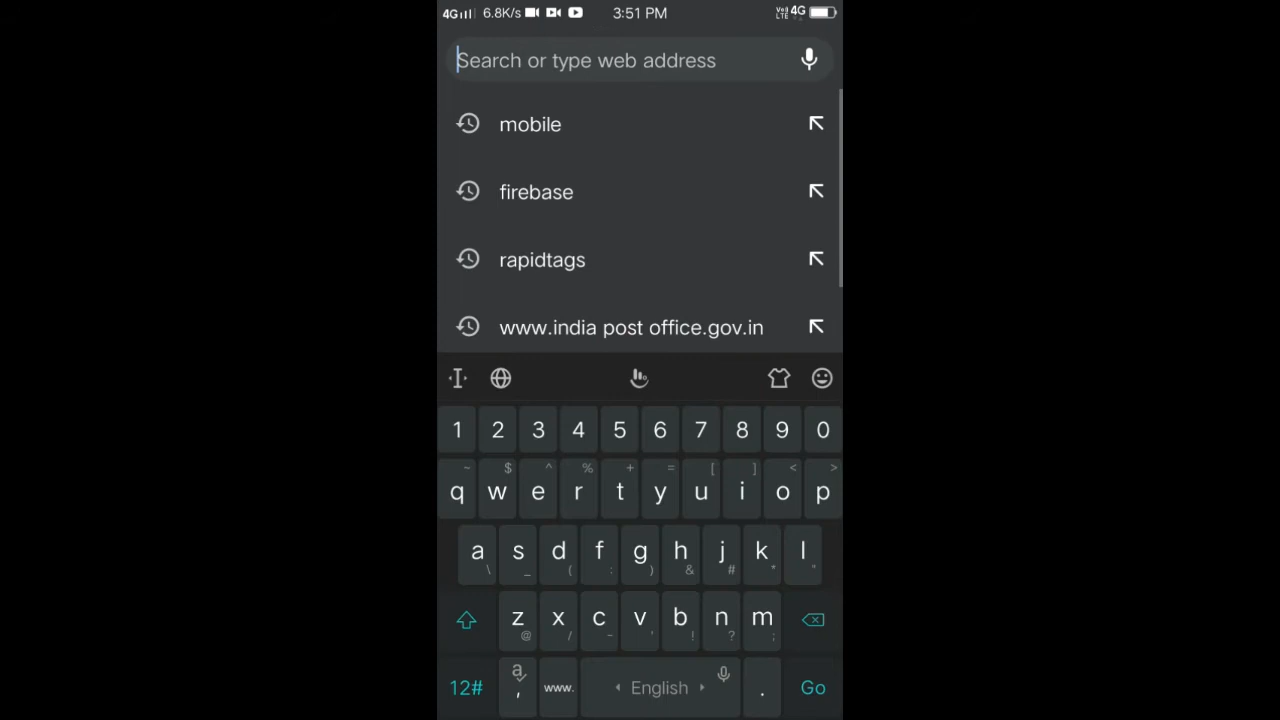 4G 6.8K/s 3:51 PM VoLTE 4G
Search or type web address
mobile
firebase
rapidtags
www.india post office.gov.in
1 2 3 4 5 6 7 8 9 0
~ $ ^ % + = [ ] < >
q w e r t y u i o p
a s d f g h j k l
\ _ ( : ) & # * "
z x c v b n m
@ / - ' ! ? ;
a
12# , www. English . Go